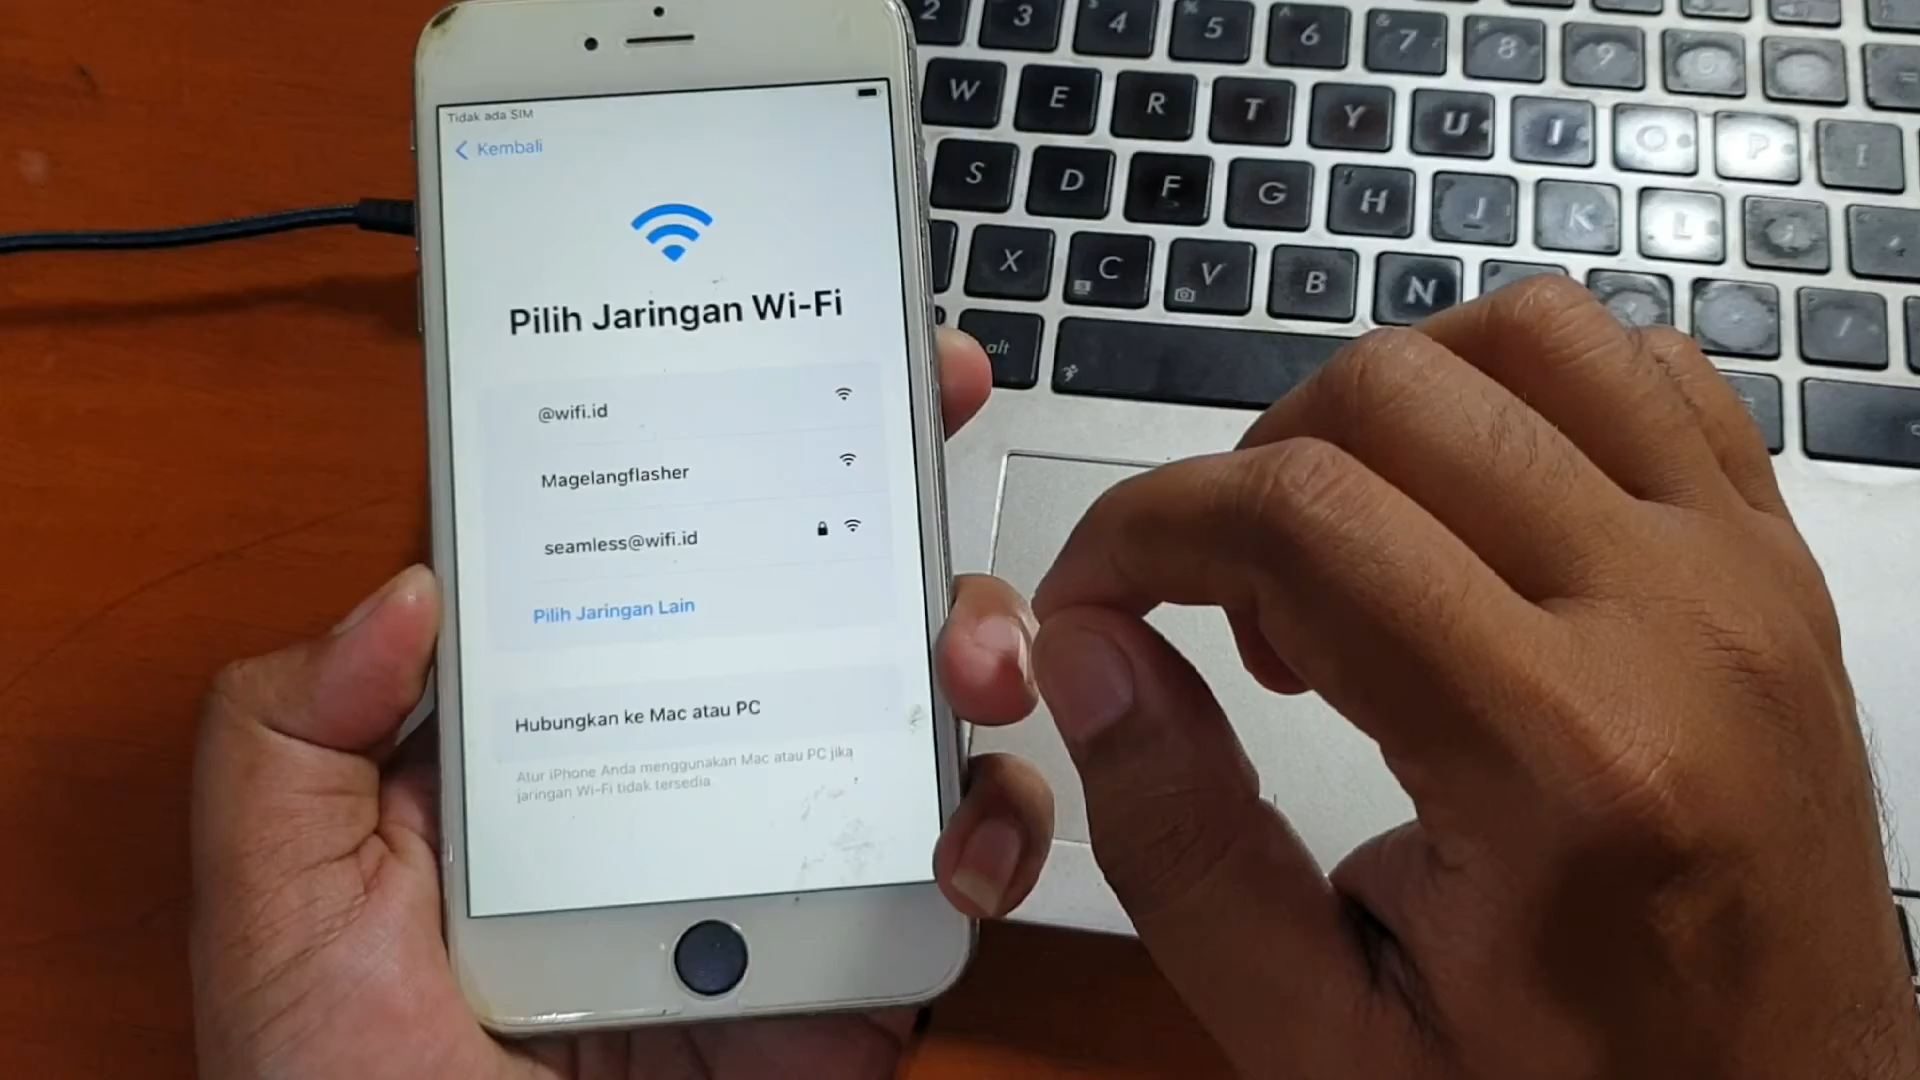 Tidak ada SIM
Kembali
Pilih Jaringan Wi-Fi
@wifi.id
Magelangflasher
seamless@wifi.id
Pilih Jaringan Lain
Hubungkan ke Mac atau PC
Atur iPhone Anda menggunakan Mac atau PC jika
jaringan Wi-Fi tidak tersedia
2 3 4 5 6 7 8 9
W E R T Y U I O P
S D F G H J K L
X C V B N
alt